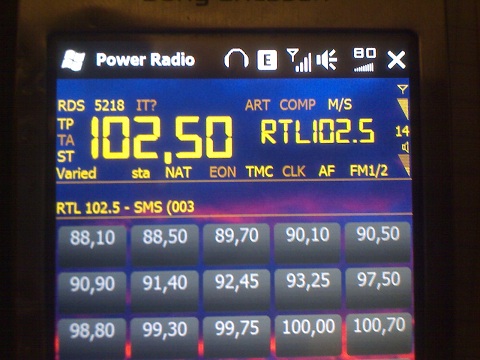 Power Radio E 80
RDS 5218 IT? ART COMP M/S
TP
TA
ST
102,50 RTL102.5 14
Varied sta NAT EON TMC CLK AF FM1/2
RTL 102.5 - SMS (003
88,10 88,50 89,70 90,10 90,50
90,90 91,40 92,45 93,25 97,50
98,80 99,30 99,75 100,00 100,70